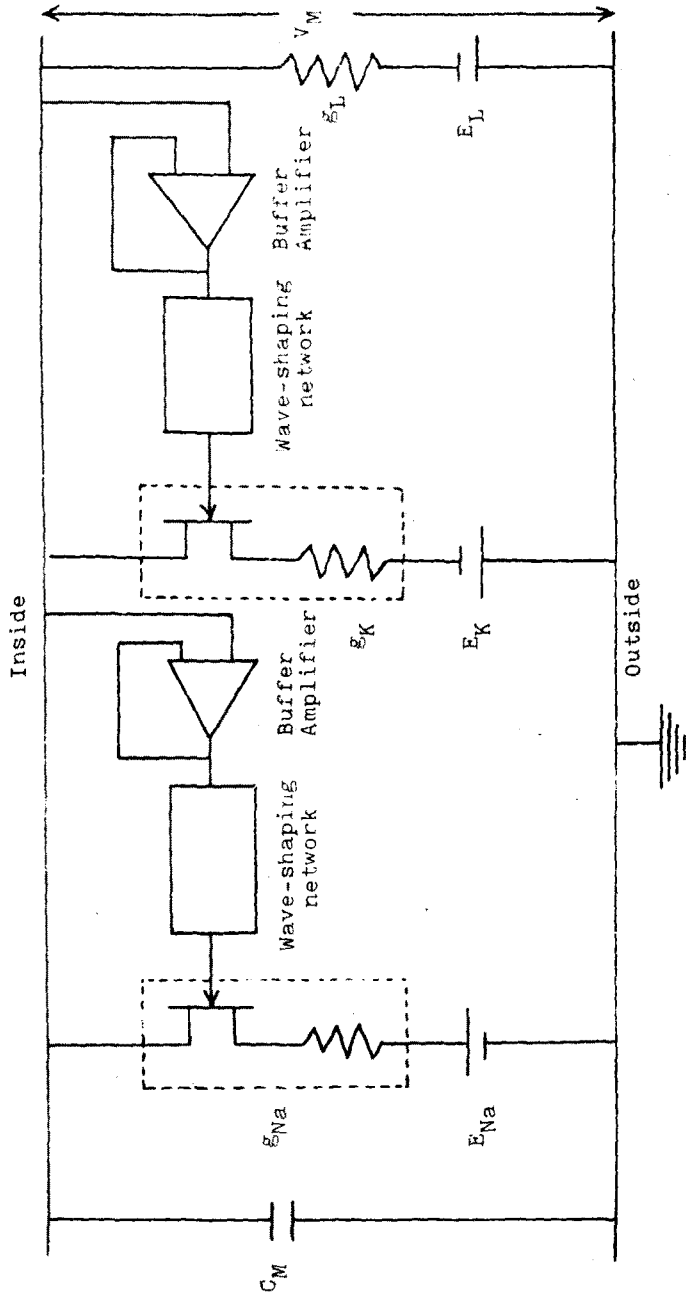 Inside
C_M
g_Na
E_Na
Wave-shaping
network
Buffer
Amplifier
g_K
E_K
Wave-shaping
network
Buffer
Amplifier
g_L
E_L
V_M
Outside